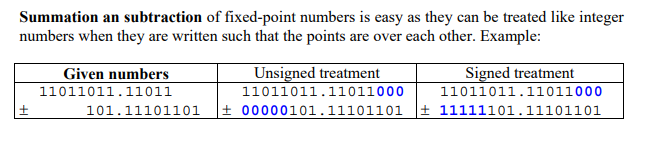 Summation an subtraction of fixed-point numbers is easy as they can be treated like integer
numbers when they are written such that the points are over each other. Example:
Given numbers Unsigned treatment Signed treatment
11011011.11011 11011011.11011000 11011011.11011000
± 101.11101101 ± 00000101.11101101 ± 11111101.11101101